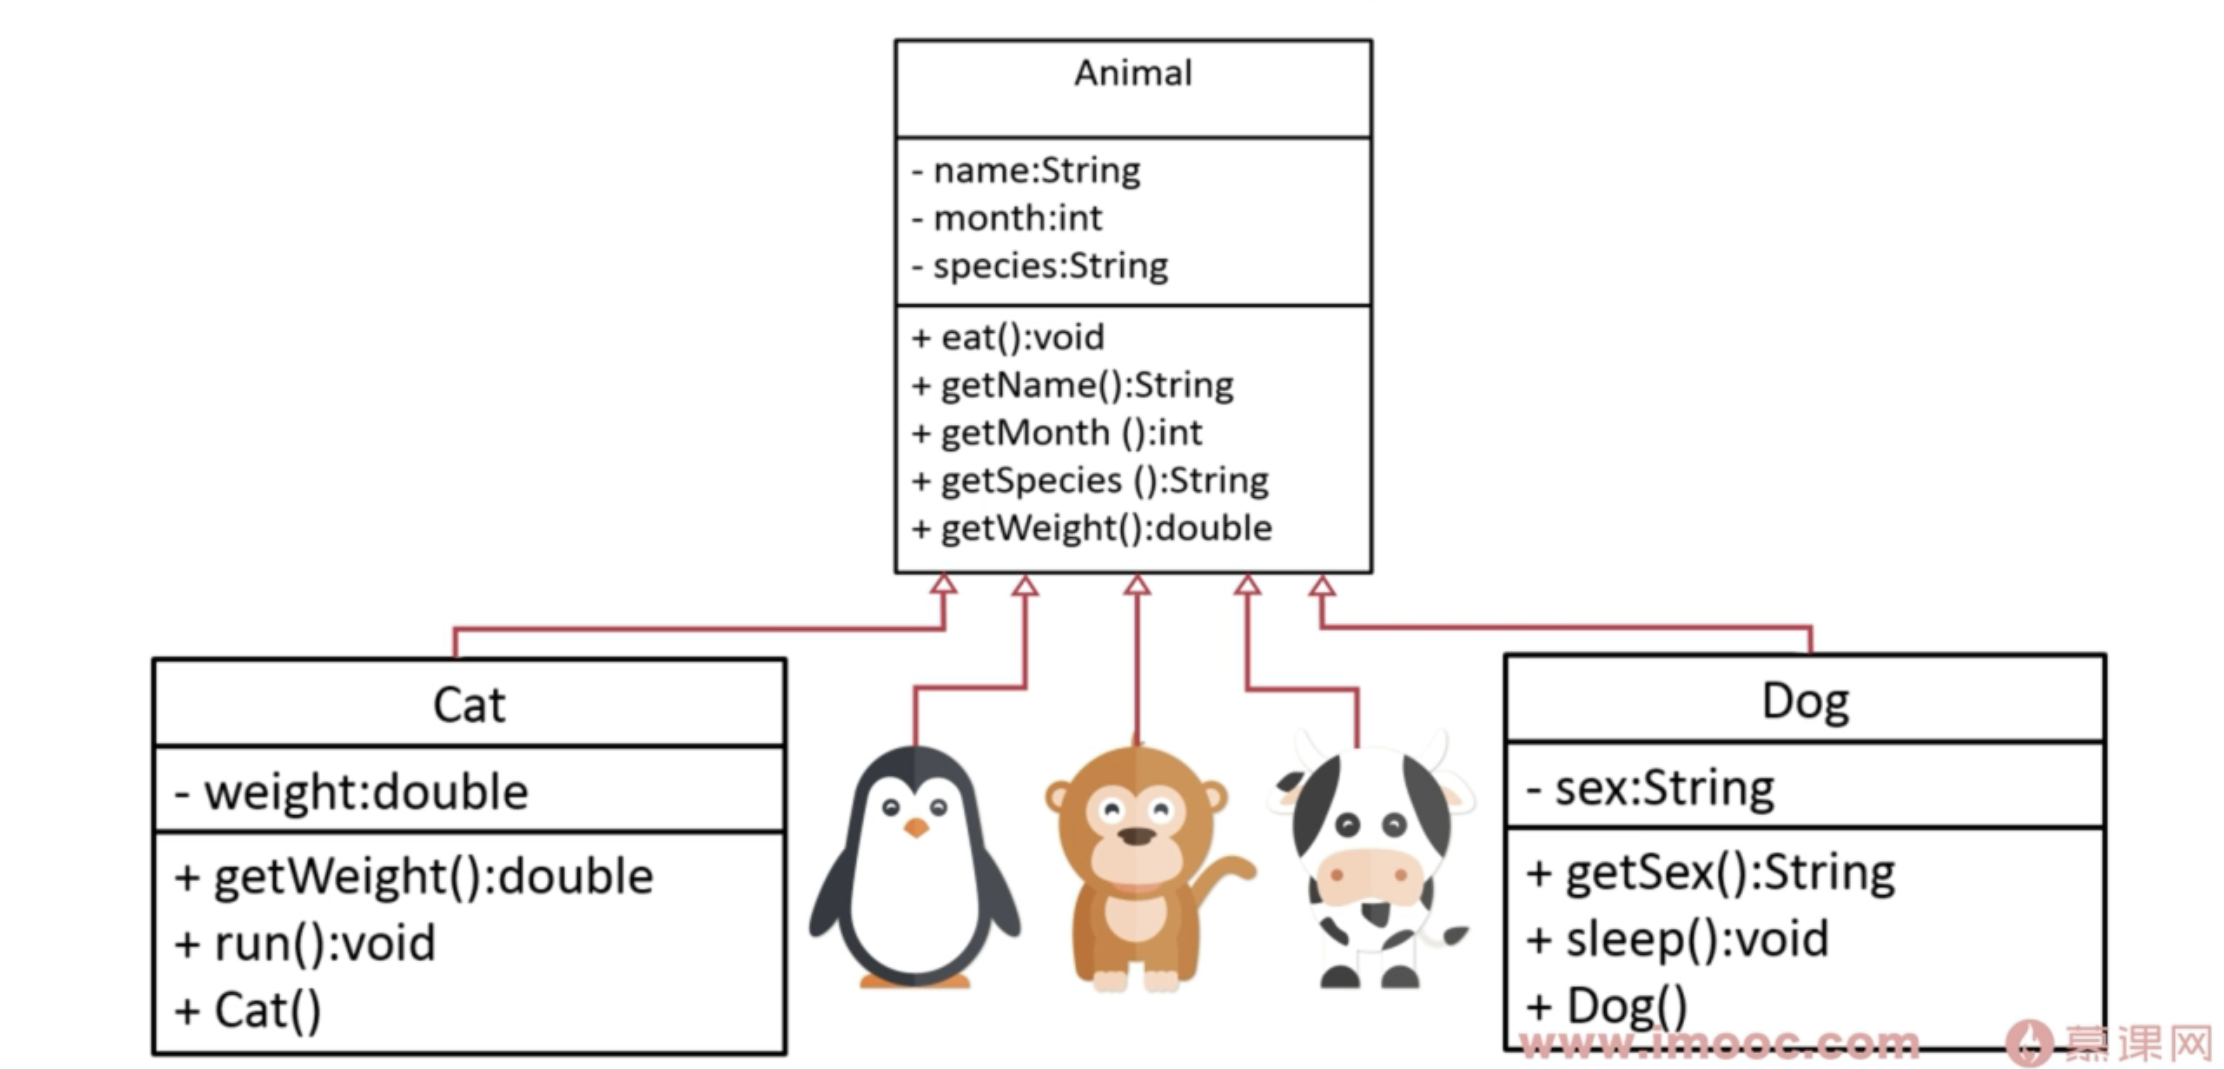 Animal
- name:String
- month:int
- species:String
+ eat():void
+ getName():String
+ getMonth ():int
+ getSpecies ():String
+ getWeight():double
Cat
- weight:double
+ getWeight():double
+ run():void
+ Cat()
Dog
- sex:String
+ getSex():String
+ sleep():void
+ Dog()
www.imooc.com 慕课网